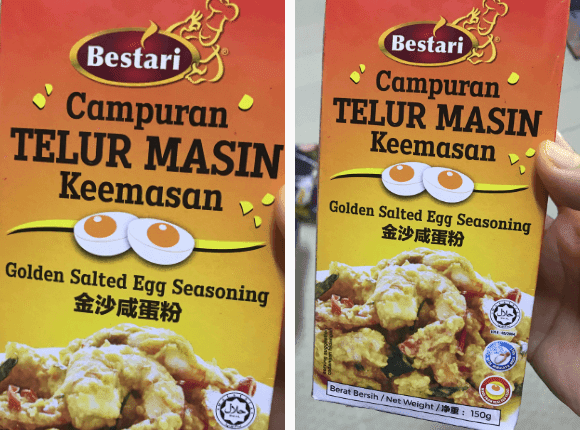 Bestari
Campuran
TELUR MASIN
Keemasan
Golden Salted Egg Seasoning
金沙咸蛋粉
Bestari
Campuran
TELUR MASIN
Keemasan
Golden Salted Egg Seasoning
金沙咸蛋粉
Berat Bersih / Net Weight / 净重 : 150g